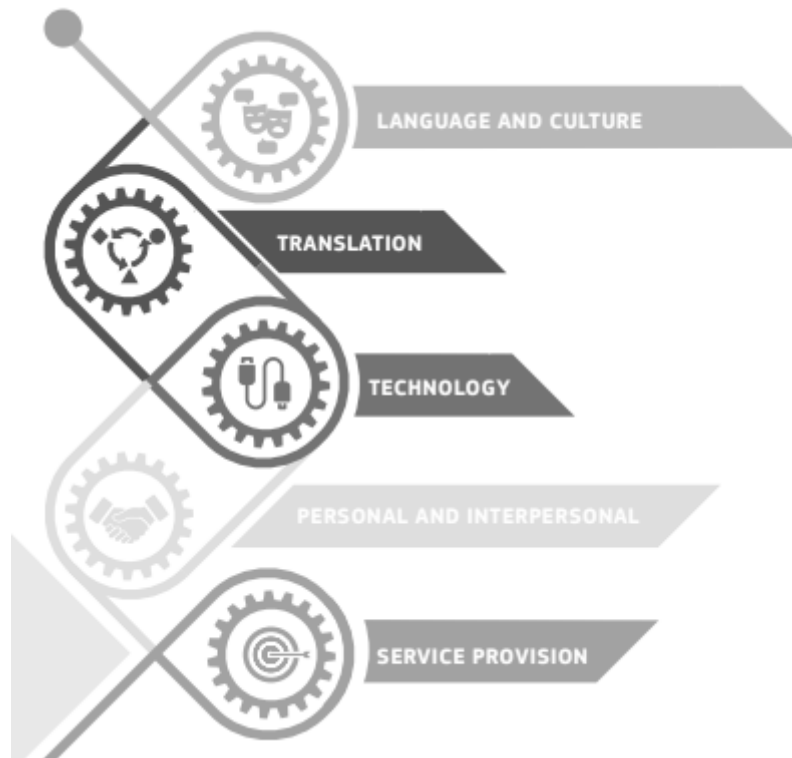 LANGUAGE AND CULTURE
TRANSLATION
TECHNOLOGY
PERSONAL AND INTERPERSONAL
SERVICE PROVISION